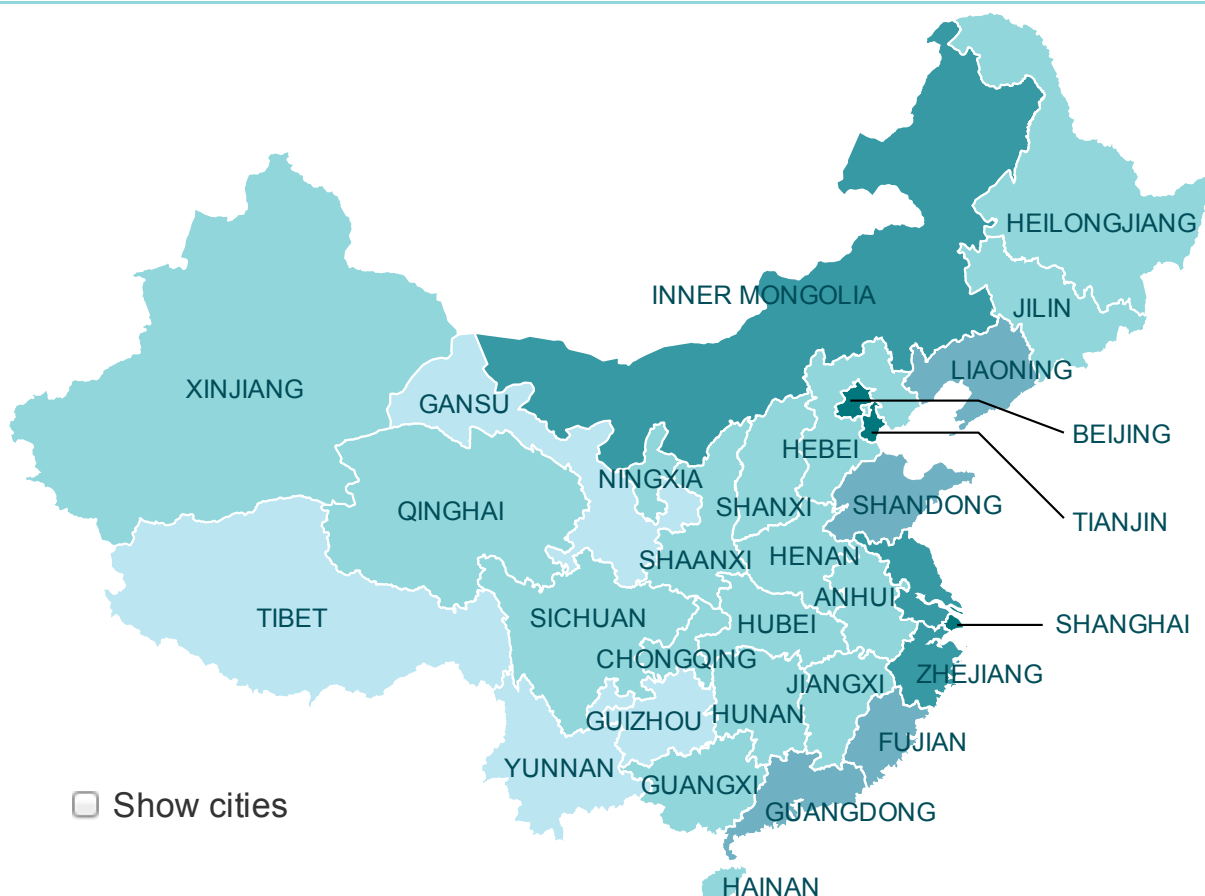 HEILONGJIANG
INNER MONGOLIA
JILIN
LIAONING
XINJIANG
GANSU
BEIJING
HEBEI
NINGXIA
QINGHAI
SHANXI
SHANDONG
TIANJIN
SHAANXI
HENAN
ANHUI
TIBET
SICHUAN
HUBEI
SHANGHAI
CHONGQING
JIANGXI
ZHEJIANG
GUIZHOU
HUNAN
FUJIAN
YUNNAN
GUANGXI
Show cities
GUANGDONG
HAINAN